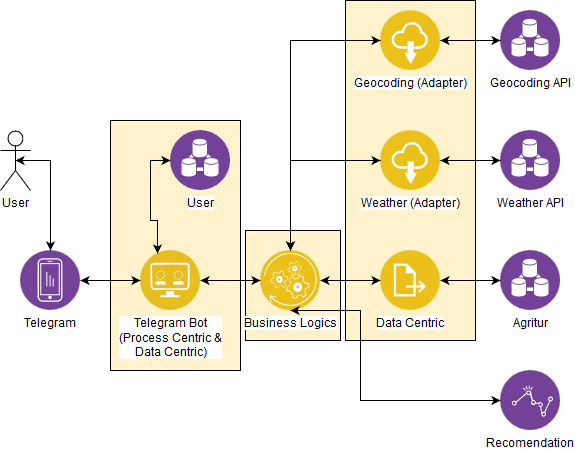 Geocoding (Adapter)
Geocoding API
User
User
Weather (Adapter)
Weather API
Telegram
Telegram Bot
(Process Centric &
Data Centric)
Business Logics
Data Centric
Agritur
Recomendation